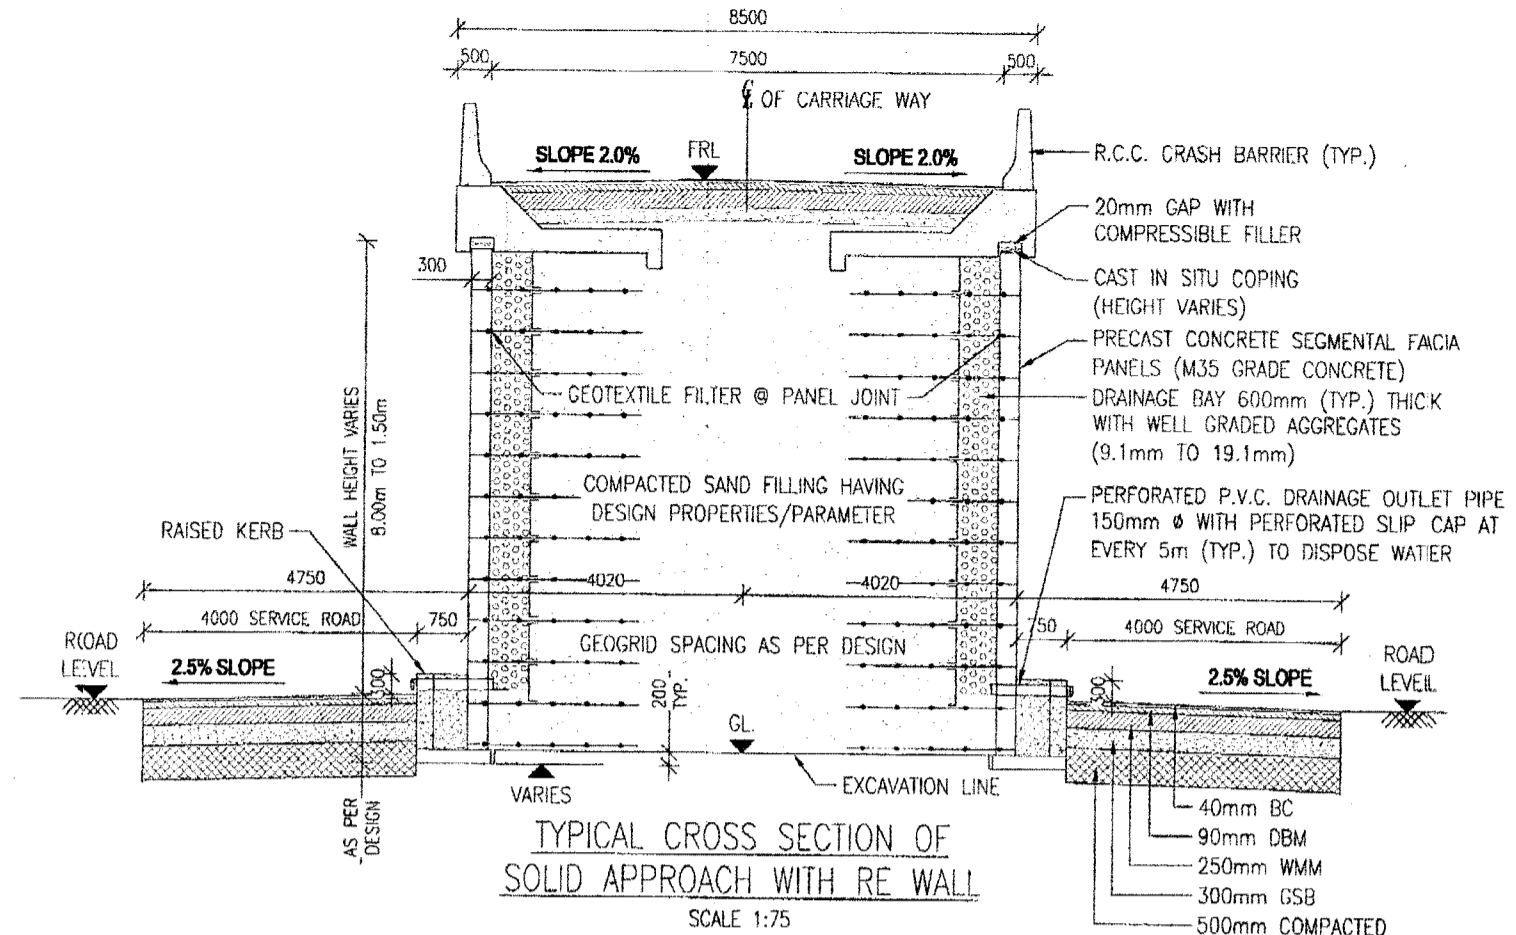 8500
500
7500
500
℄ OF CARRIAGE WAY
SLOPE 2.0%
FRL
SLOPE 2.0%
R.C.C. CRASH BARRIER (TYP.)
20mm GAP WITH
COMPRESSIBLE FILLER
300
CAST IN SITU COPING
(HEIGHT VARIES)
PRECAST CONCRETE SEGMENTAL FACIA
PANELS (M35 GRADE CONCRETE)
GEOTEXTILE FILTER @ PANEL JOINT
DRAINAGE BAY 600mm (TYP.) THICK
WITH WELL GRADED AGGREGATES
(9.1mm TO 19.1mm)
WALL HEIGHT VARIES
8.00m TO 1.50m
COMPACTED SAND FILLING HAVING
DESIGN PROPERTIES/PARAMETER
PERFORATED P.V.C. DRAINAGE OUTLET PIPE
150mm ø WITH PERFORATED SLIP CAP AT
EVERY 5m (TYP.) TO DISPOSE WATER
RAISED KERB
4750
4020
4020
4750
4000 SERVICE ROAD
750
GEOGRID SPACING AS PER DESIGN
750
4000 SERVICE ROAD
ROAD
LEVEL
2.5% SLOPE
300
200
TYP.
300
2.5% SLOPE
ROAD
LEVEL
GL
VARIES
EXCAVATION LINE
AS PER
DESIGN
40mm BC
90mm DBM
250mm WMM
300mm GSB
500mm COMPACTED
TYPICAL CROSS SECTION OF
SOLID APPROACH WITH RE WALL
SCALE 1:75